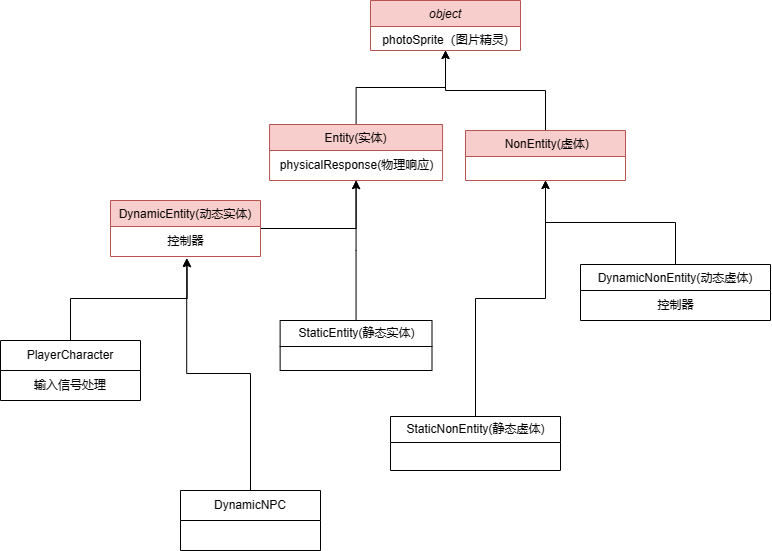 object
photoSprite（图片精灵)
Entity(实体)
physicalResponse(物理响应)
NonEntity(虚体)
DynamicEntity(动态实体)
控制器
DynamicNonEntity(动态虚体)
控制器
StaticEntity(静态实体)
PlayerCharacter
输入信号处理
StaticNonEntity(静态虚体)
DynamicNPC